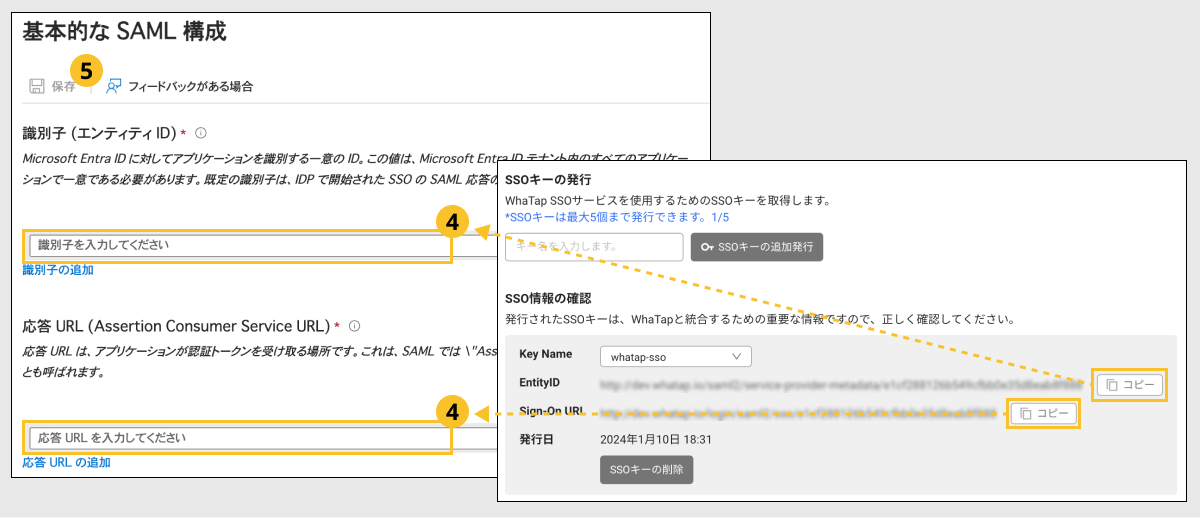 基本的な SAML 構成
5
保存
フィードバックがある場合
識別子 (エンティティ ID) *
Microsoft Entra ID に対してアプリケーションを識別する一意の ID。この値は、Microsoft Entra ID テナント内のすべてのアプリケー
ションで一意である必要があります。既定の識別子は、IDP で開始された SSO の SAML 応答の
4
識別子を入力してください
識別子の追加
応答 URL (Assertion Consumer Service URL) *
応答 URL は、アプリケーションが認証トークンを受け取る場所です。これは、SAML では \"Ass
とも呼ばれます。
4
応答 URL を入力してください
応答 URL の追加
SSOキーの発行
WhaTap SSOサービスを使用するためのSSOキーを取得します。
*SSOキーは最大5個まで発行できます。1/5
キー名を入力します。
SSOキーの追加発行
SSO情報の確認
発行されたSSOキーは、WhaTapと統合するための重要な情報ですので、正しく確認してください。
Key Name
whatap-sso
EntityID
コピー
Sign-On URL
コピー
発行日
2024年1月10日 18:31
SSOキーの削除